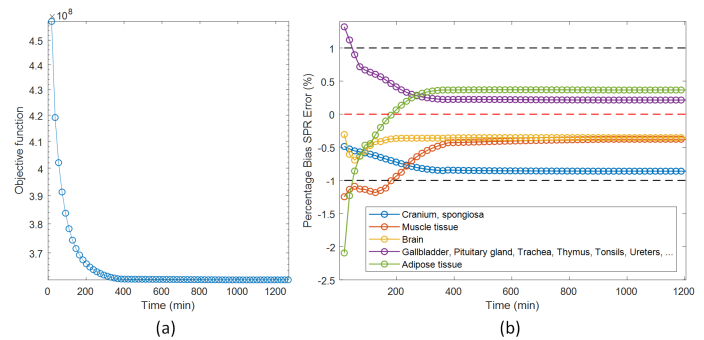 ×10⁸
4.5
4.4
4.3
4.2
4.1
4
3.9
3.8
3.7
0 200 400 600 800 1000 1200
Objective function
Time (min)
(a)
1
0.5
0
-0.5
-1
-1.5
-2
-2.5
0 200 400 600 800 1000 1200
Percentage Bias SPR Error (%)
Time (min)
Cranium, spongiosa
Muscle tissue
Brain
Gallbladder, Pituitary gland, Trachea, Thymus, Tonsils, Ureters, ...
Adipose tissue
(b)